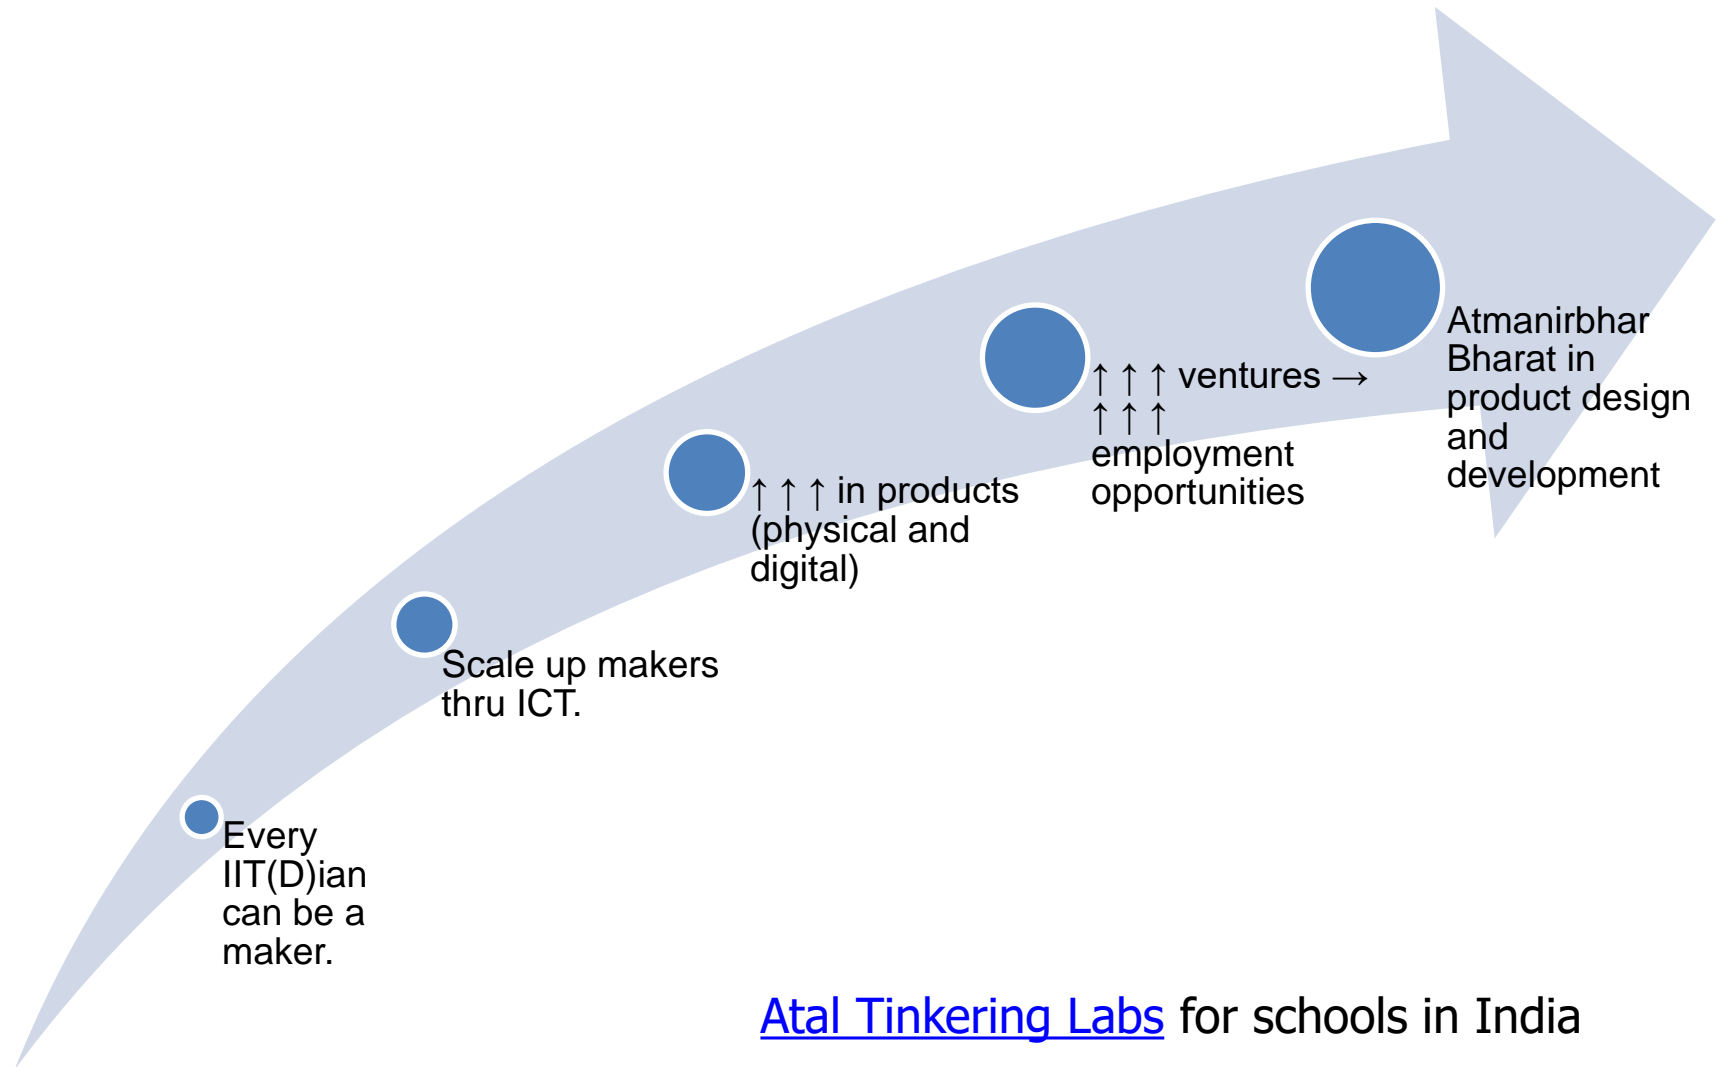 Every
IIT(D)ian
can be a
maker.
Scale up makers
thru ICT.
↑ ↑ ↑ in products
(physical and
digital)
↑ ↑ ↑ ventures →
↑ ↑ ↑
employment
opportunities
Atmanirbhar
Bharat in
product design
and
development
Atal Tinkering Labs for schools in India